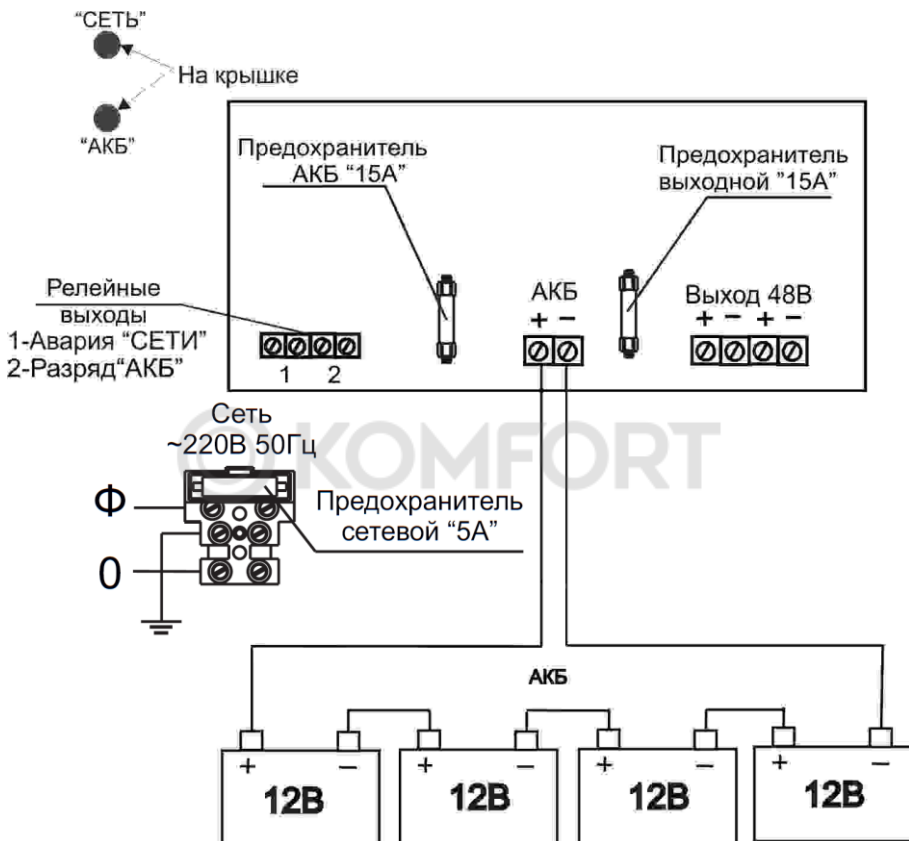 “СЕТЬ”
На крышке
“АКБ”
Предохранитель
АКБ “15А”
Предохранитель
выходной ”15А”
Релейные
выходы
1-Авария “СЕТИ”
2-Разряд“АКБ”
АКБ
+ −
Выход 48В
+ − + −
1 2
KOMFORT
Сеть
~220В 50Гц
Ф
Предохранитель
сетевой “5А”
0
АКБ
+ − + − + − + −
12В 12В 12В 12В